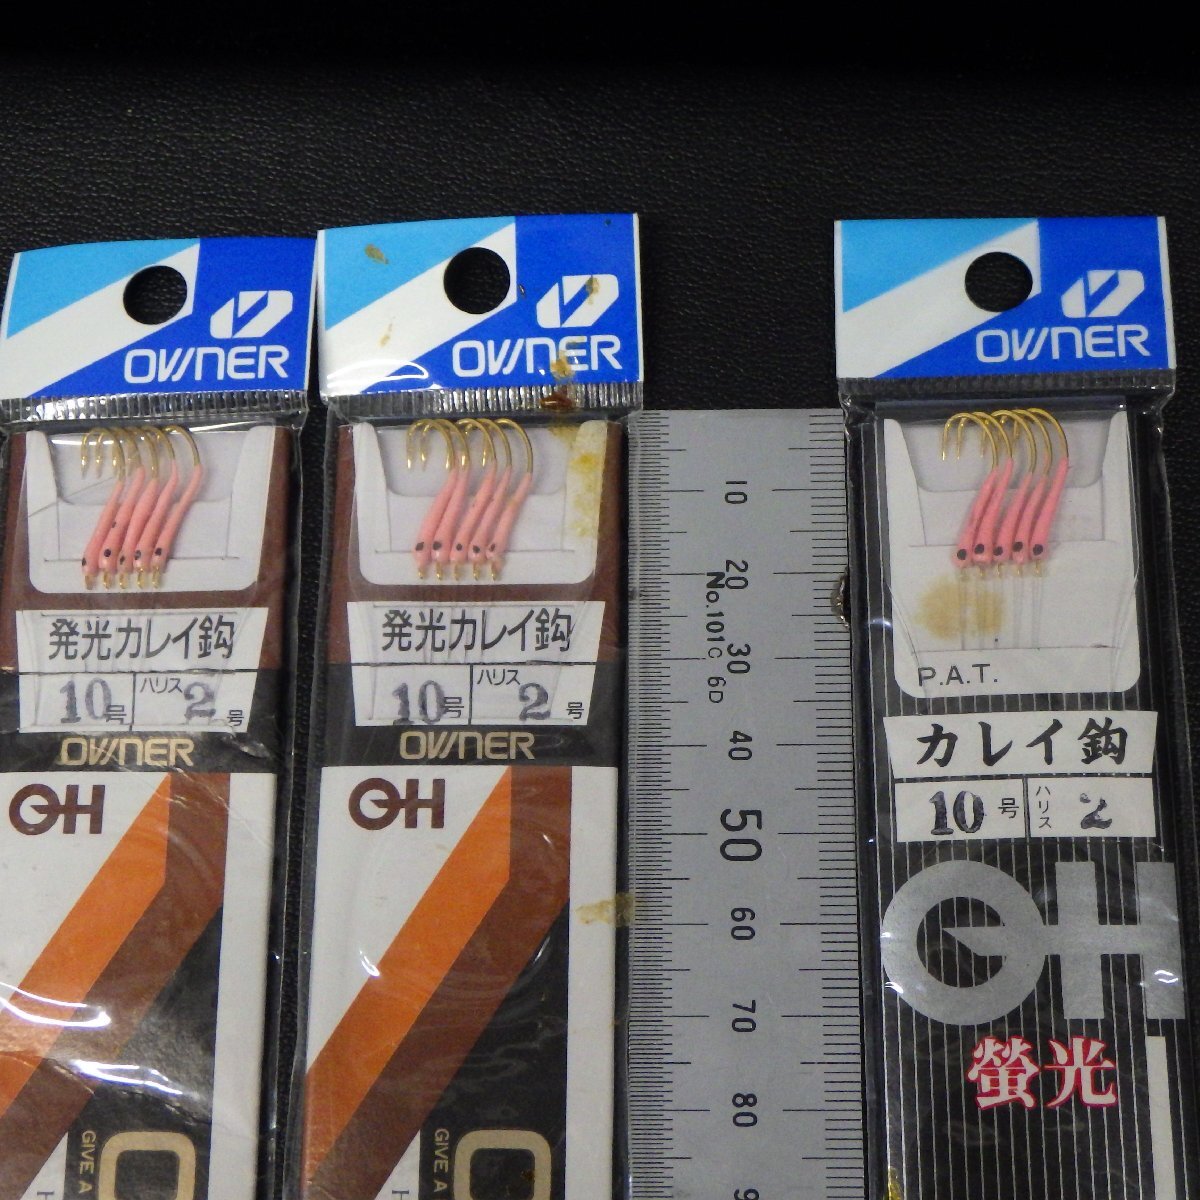 OWNER
発光カレイ鈎
10号 ハリス 2号
OWNER
OH
GIVE A
OWNER
発光カレイ鈎
10号 ハリス 2号
OWNER
OH
GIVE A
10
20
30
40
50
60
70
80
9
No.101C 6D
OWNER
P.A.T.
カレイ鈎
10号 ハリス 2
OH
螢光